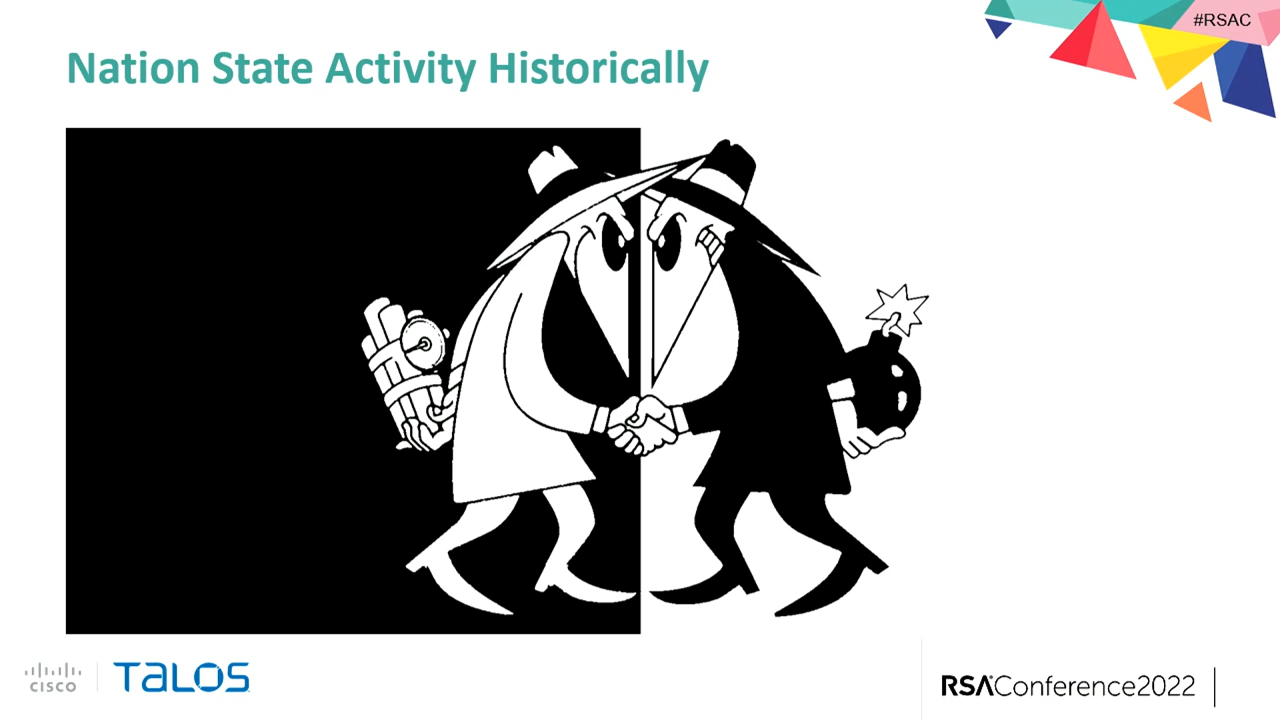 #RSAC
Nation State Activity Historically
CISCO
TALOS
RSAConference2022